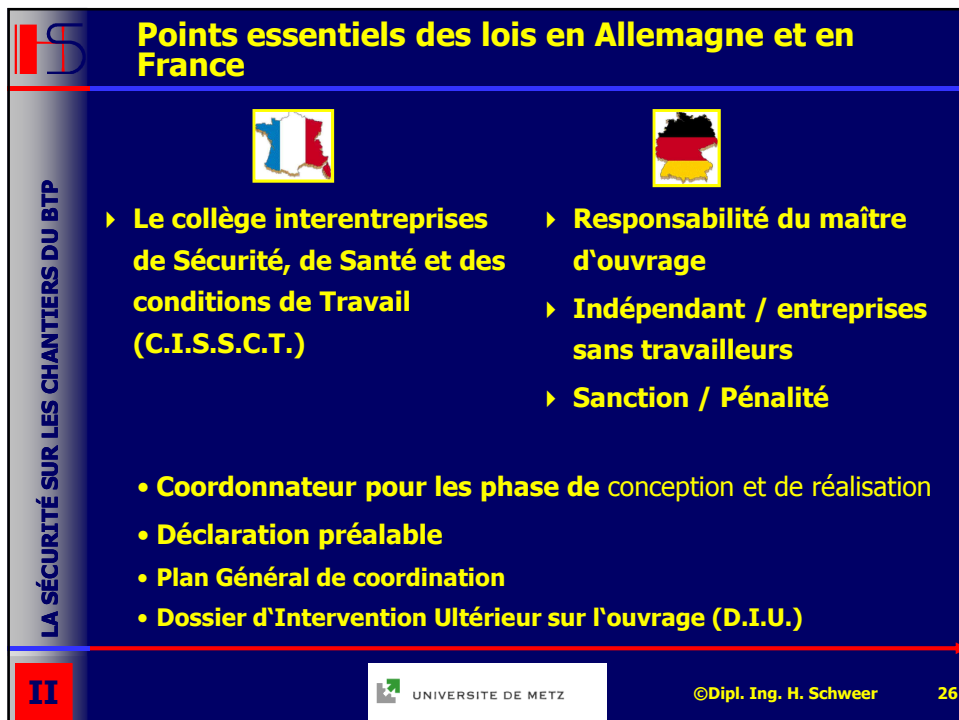 HS
Points essentiels des lois en Allemagne et en
France
LA SÉCURITÉ SUR LES CHANTIERS DU BTP
Le collège interentreprises
de Sécurité, de Santé et des
conditions de Travail
(C.I.S.S.C.T.)
Responsabilité du maître
d‘ouvrage
Indépendant / entreprises
sans travailleurs
Sanction / Pénalité
• Coordonnateur pour les phase de conception et de réalisation
• Déclaration préalable
• Plan Général de coordination
• Dossier d‘Intervention Ultérieur sur l‘ouvrage (D.I.U.)
II
UNIVERSITE DE METZ
©Dipl. Ing. H. Schweer
26